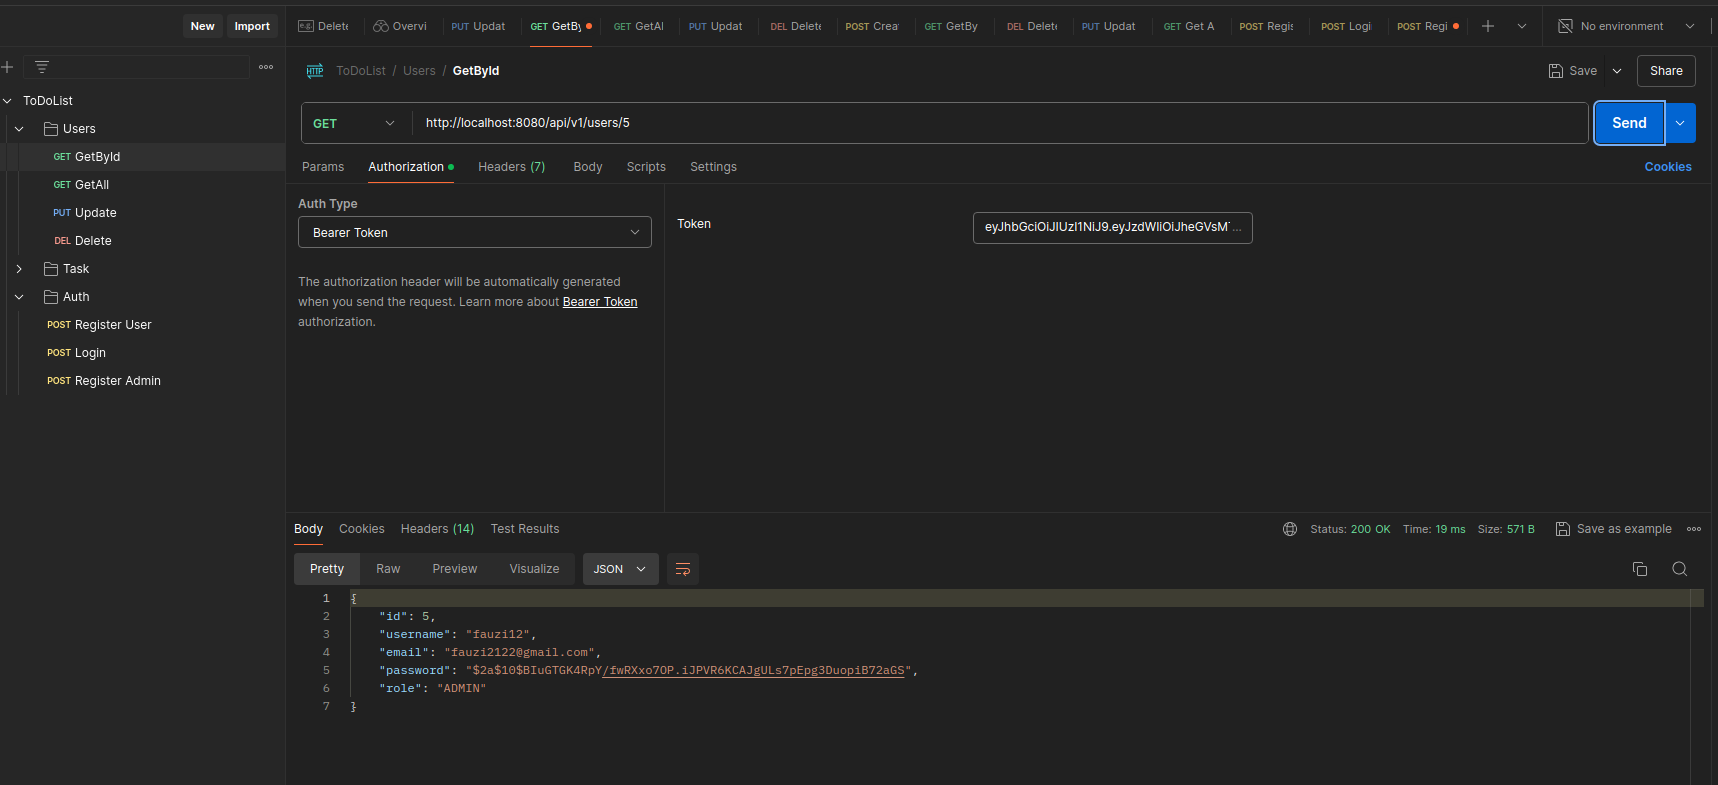 New Import
Delete
Overvi
PUT Updat
GET GetBy
GET GetAl
PUT Updat
DEL Delete
POST Crea
GET GetBy
DEL Delete
PUT Updat
GET Get A
POST Regis
POST Logi
POST Regi
No environment
ToDoList / Users / GetById
Save
Share
ToDoList
Users
GET GetById
GET GetAll
PUT Update
DEL Delete
Task
Auth
POST Register User
POST Login
POST Register Admin
GET
http://localhost:8080/api/v1/users/5
Send
Params Authorization Headers (7) Body Scripts Settings
Cookies
Auth Type
Bearer Token
The authorization header will be automatically generated
when you send the request. Learn more about Bearer Token
authorization.
Token
Body Cookies Headers (14) Test Results
Status: 200 OK Time: 19 ms Size: 571 B
Save as example
Pretty Raw Preview Visualize
JSON
1 {
2 "id": 5,
3 "username": "fauzi12",
4 "email": "fauzi2122@gmail.com",
5 "password": "$2a$10$BIuGTGK4RpY/fwRXxo7OP.iJPVR6KCAJgULs7pEpg3DuopiB72aGS",
6 "role": "ADMIN"
7 }